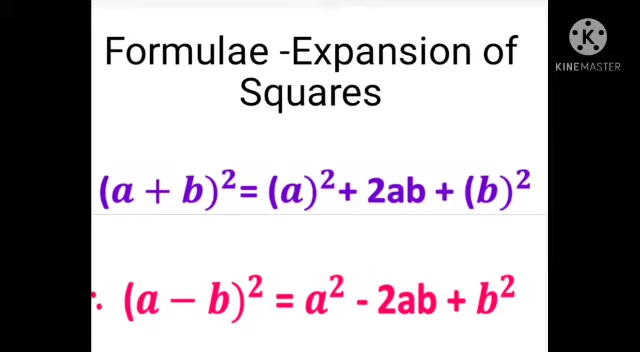 Formulae -Expansion of
Squares
K
KINEMASTER
(a + b)²= (a)²+ 2ab + (b)²
∴ (a − b)² = a² - 2ab + b²